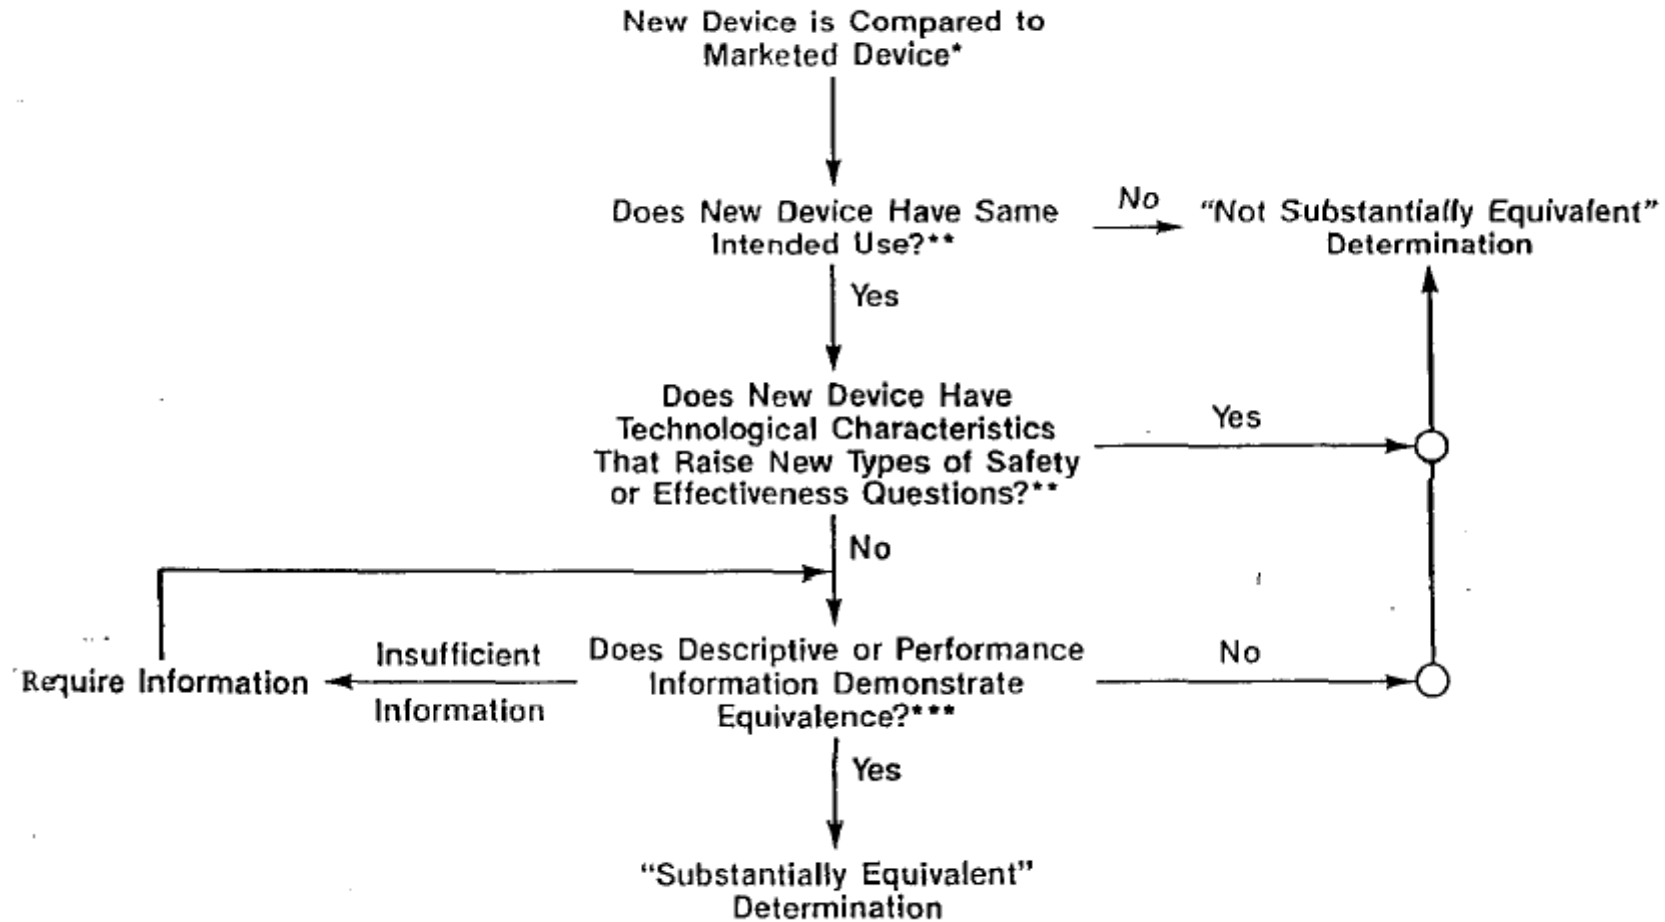 New Device is Compared to
Marketed Device*
Does New Device Have Same
Intended Use?**
No
"Not Substantially Equivalent"
Determination
Yes
Does New Device Have
Technological Characteristics
That Raise New Types of Safety
or Effectiveness Questions?**
Yes
No
Does Descriptive or Performance
Information Demonstrate
Equivalence?***
No
Insufficient
Information
Require Information
Yes
"Substantially Equivalent"
Determination